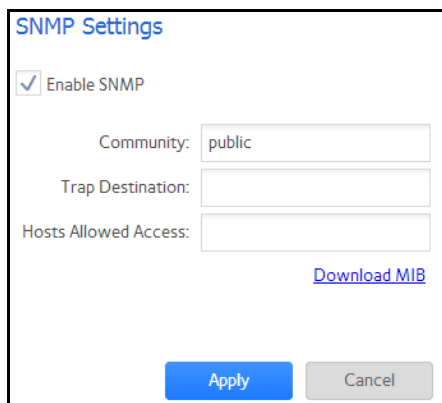 SNMP Settings
Enable SNMP
Community: public
Trap Destination:
Hosts Allowed Access:
Download MIB
Apply Cancel